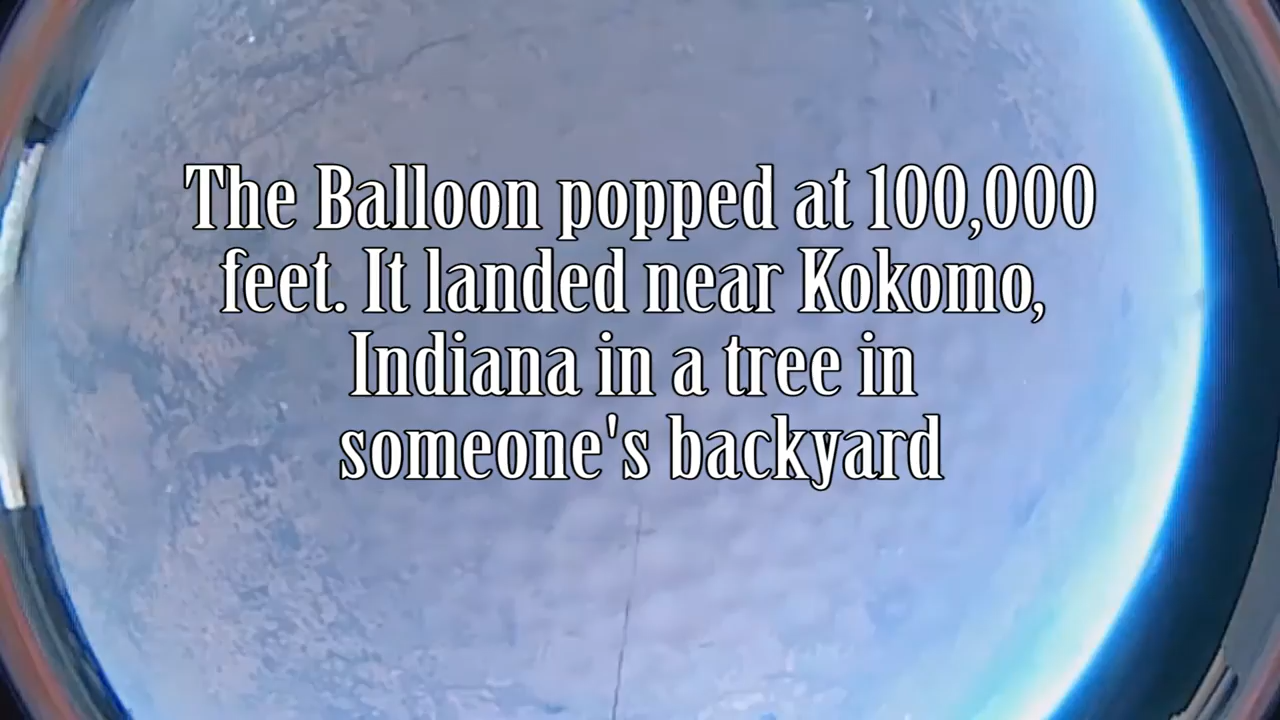 The Balloon popped at 100,000
feet. It landed near Kokomo,
Indiana in a tree in
someone's backyard